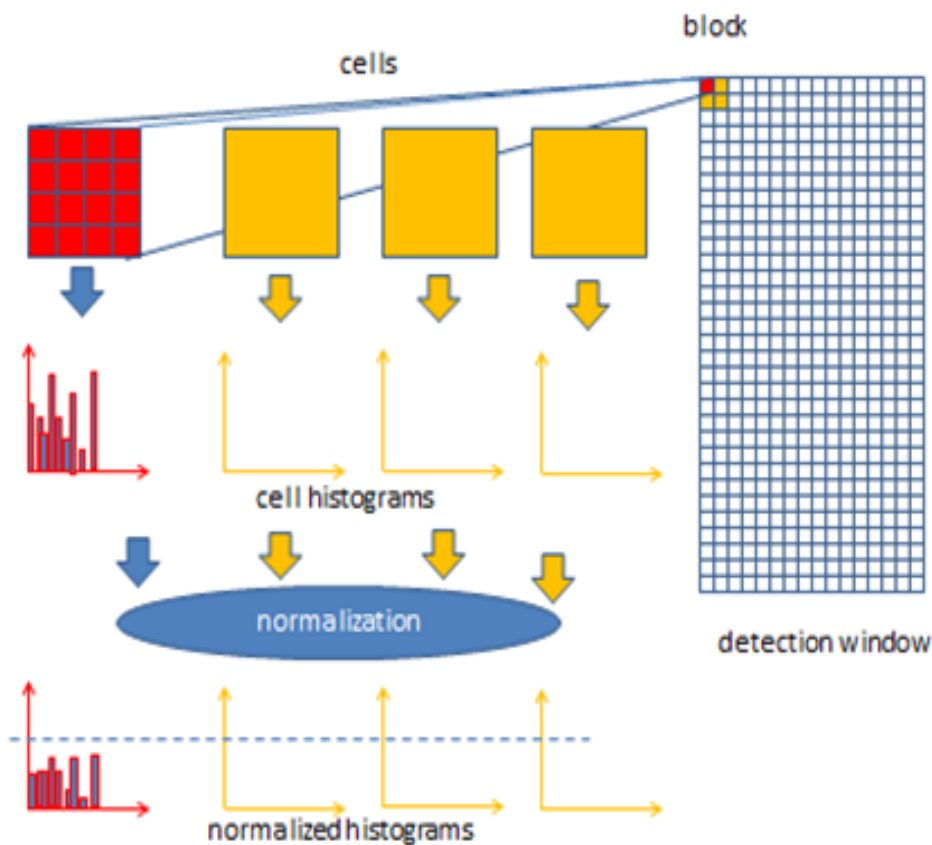 block
cells
cell histograms
normalization
detection window
normalized histograms